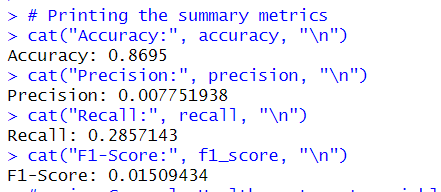 > # Printing the summary metrics
> cat("Accuracy:", accuracy, "\n")
Accuracy: 0.8695
> cat("Precision:", precision, "\n")
Precision: 0.007751938
> cat("Recall:", recall, "\n")
Recall: 0.2857143
> cat("F1-Score:", f1_score, "\n")
F1-Score: 0.01509434